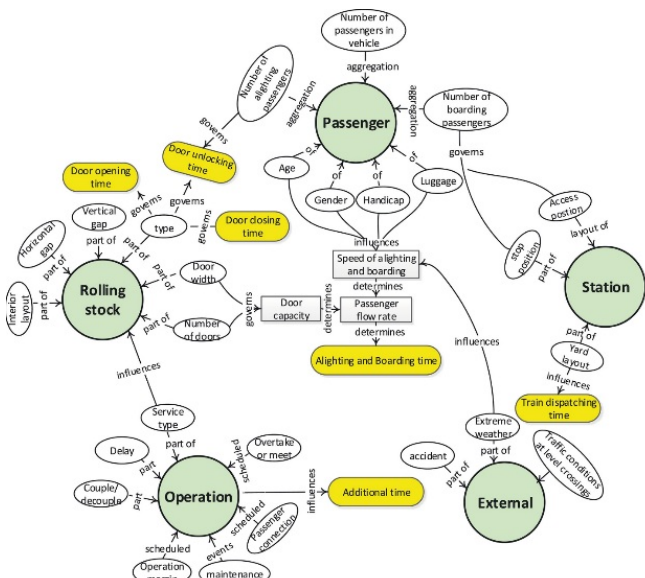 Number of
passengers in
vehicle
aggregation
Number of
alighting
passengers
aggregation
governs
Passenger
aggregation
Number of
boarding
passengers
governs
Door unlocking
time
Door opening
time
governs
governs
type
governs
Door closing
time
Vertical
gap
part of
Horizontal
gap
part of
part of
part of
Interior
layout
part of
Rolling
stock
Door
width
part of
Number
of doors
governs
Door
capacity
determines
Age
of
Gender
of
Handicap
of
Luggage
of
influences
Speed of alighting
and boarding
determines
Passenger
flow rate
determines
Alighting and Boarding time
Access
postion
layout of
stop
position
part of
Station
part of
Yard
layout
influences
Train dispatching
time
influences
influences
Service
type
part of
Delay
part
Couple/
decouple
part
Overtake
or meet
scheduled
Operation
influences
Additional time
scheduled
Passenger
connection
scheduled
Operation
events
maintenance
Extreme
weather
part of
accident
part of
Traffic conditions
at level crossings
External